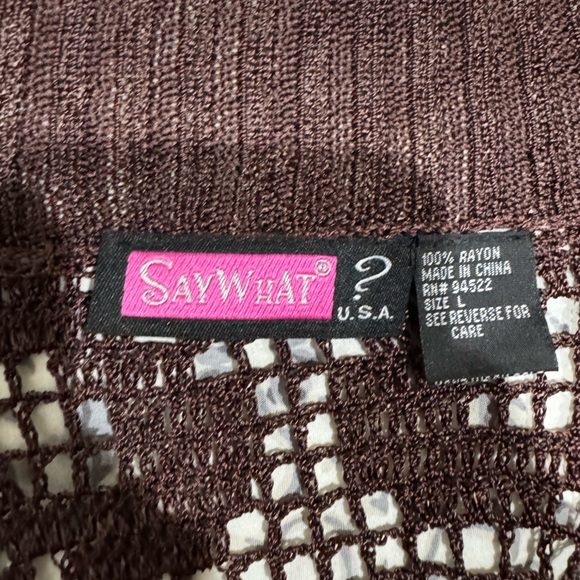 SAYWHAT® ?
U.S.A.
100% RAYON
MADE IN CHINA
RN# 94522
SIZE L
SEE REVERSE FOR
CARE